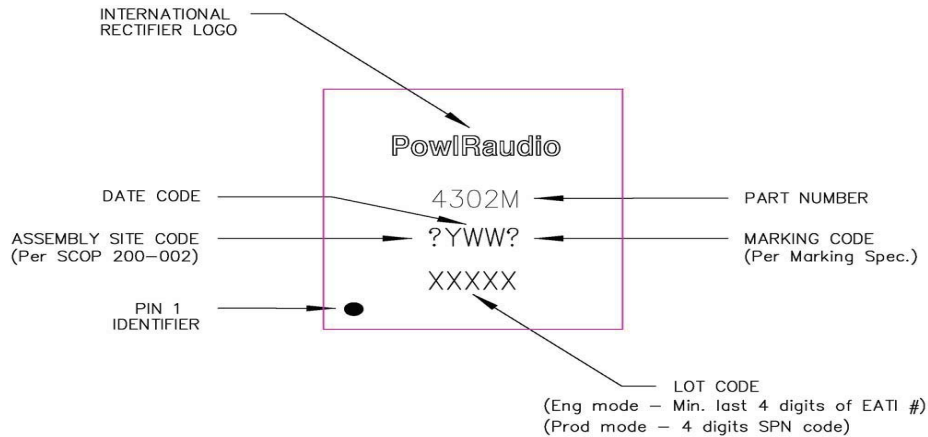 INTERNATIONAL
RECTIFIER LOGO
PowIRaudio
DATE CODE
4302M
PART NUMBER
ASSEMBLY SITE CODE
(Per SCOP 200-002)
?YWW?
MARKING CODE
(Per Marking Spec.)
XXXXX
PIN 1
IDENTIFIER
LOT CODE
(Eng mode - Min. last 4 digits of EATI #)
(Prod mode - 4 digits SPN code)